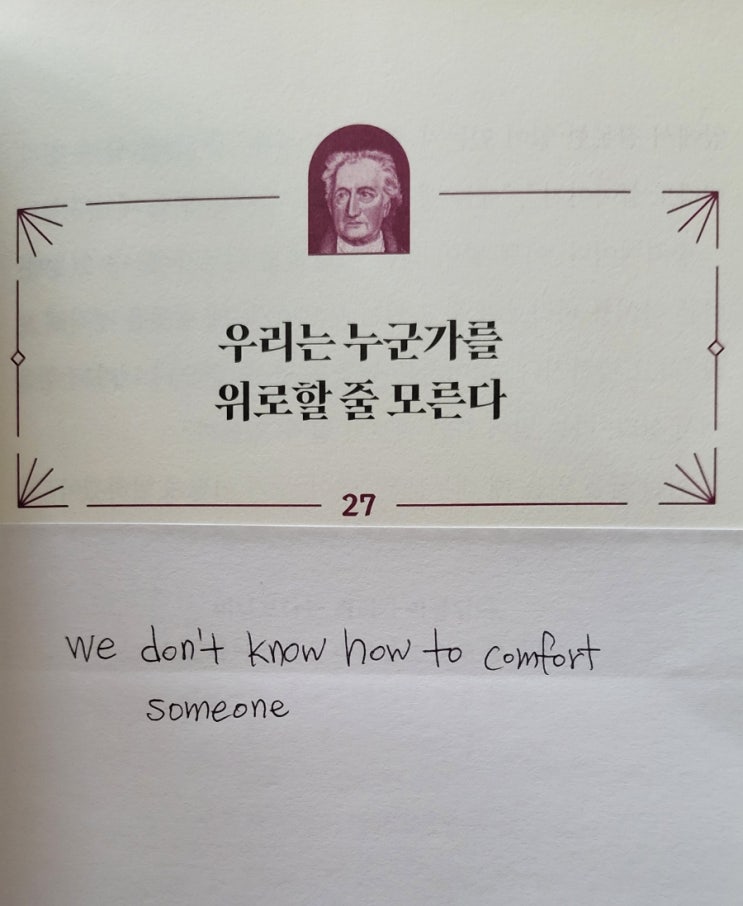 우리는 누군가를
위로할 줄 모른다
27
we don't know how to comfort
someone